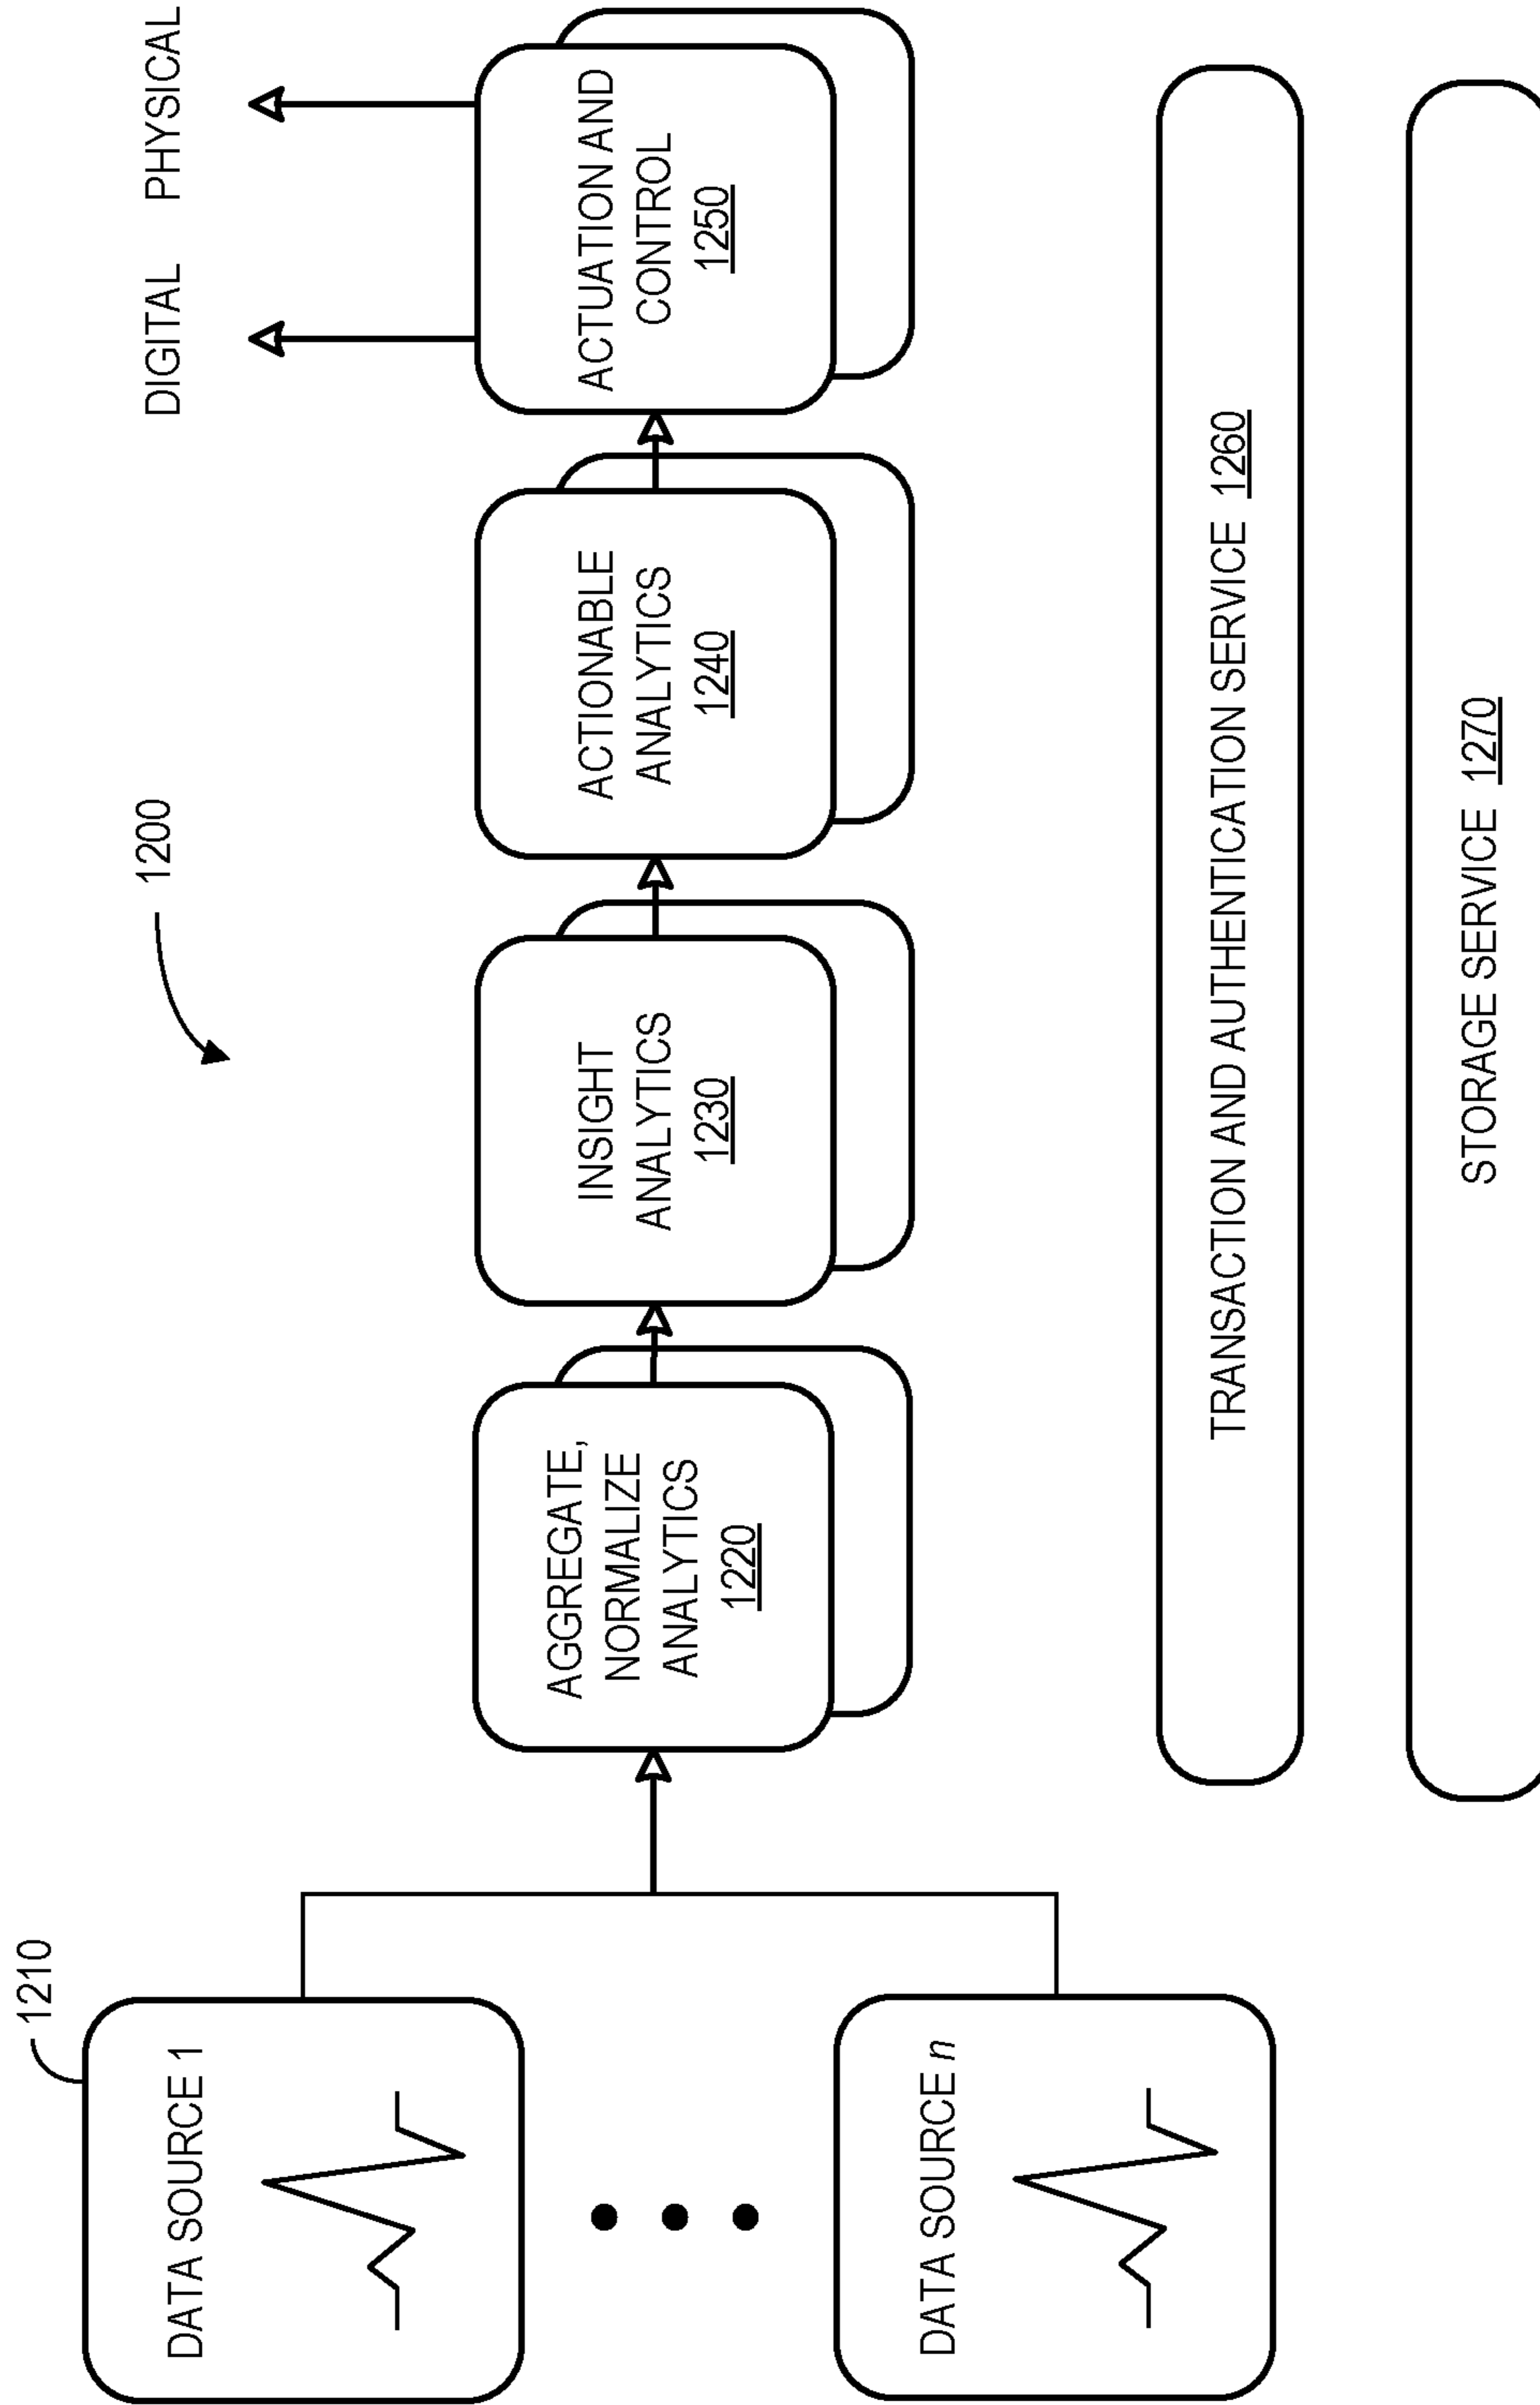 1200
DIGITAL
PHYSICAL
1210
DATA SOURCE 1
DATA SOURCE n
AGGREGATE,
NORMALIZE
ANALYTICS
1220
INSIGHT
ANALYTICS
1230
ACTIONABLE
ANALYTICS
1240
ACTUATION AND
CONTROL
1250
TRANSACTION AND AUTHENTICATION SERVICE 1260
STORAGE SERVICE 1270